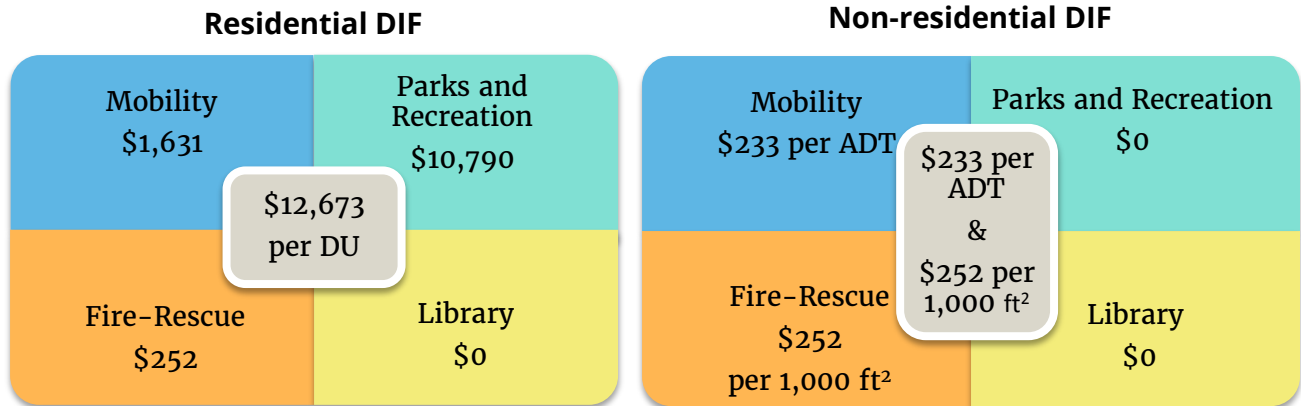 Residential DIF
Mobility
$1,631
Parks and
Recreation
$10,790
$12,673
per DU
Fire-Rescue
$252
Library
$0
Non-residential DIF
Mobility
$233 per ADT
Parks and Recreation
$0
$233 per
ADT
&
$252 per
1,000 ft²
Fire-Rescue
$252
per 1,000 ft²
Library
$0